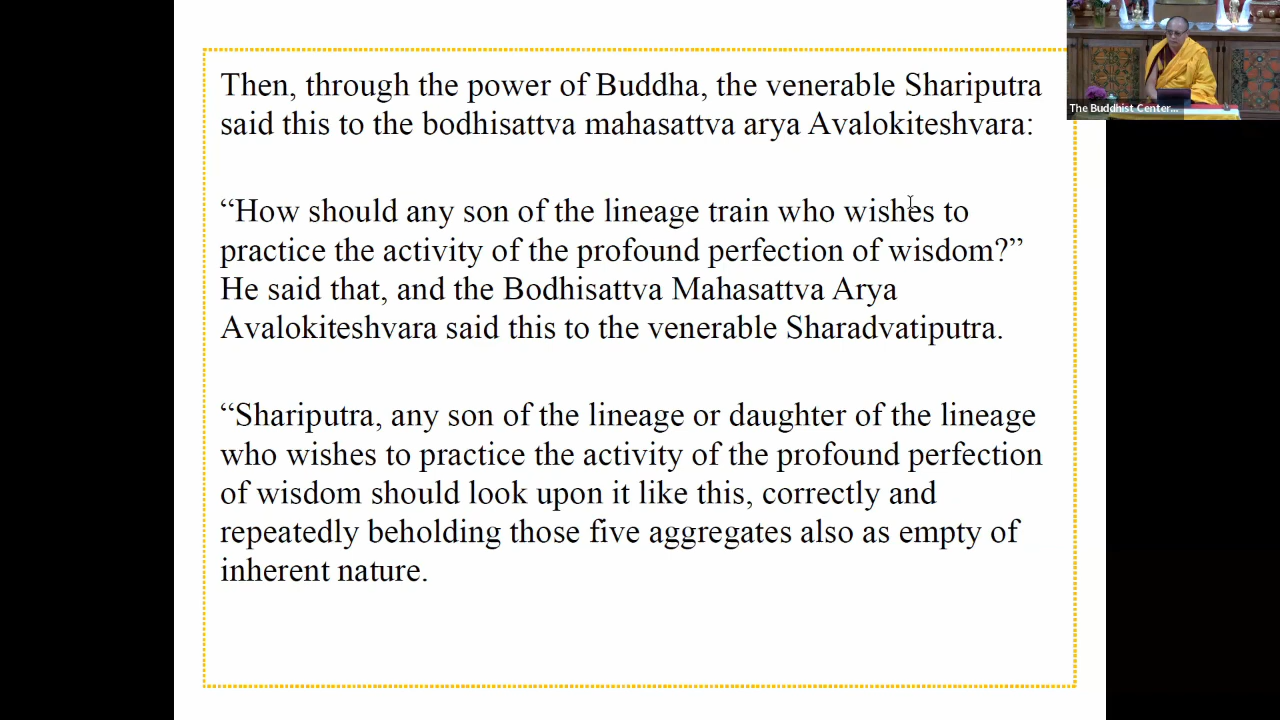 Then, through the power of Buddha, the venerable Shariputra
said this to the bodhisattva mahasattva arya Avalokiteshvara:
“How should any son of the lineage train who wishes to
practice the activity of the profound perfection of wisdom?”
He said that, and the Bodhisattva Mahasattva Arya
Avalokiteshvara said this to the venerable Sharadvatiputra.
“Shariputra, any son of the lineage or daughter of the lineage
who wishes to practice the activity of the profound perfection
of wisdom should look upon it like this, correctly and
repeatedly beholding those five aggregates also as empty of
inherent nature.
The Buddhist Center...